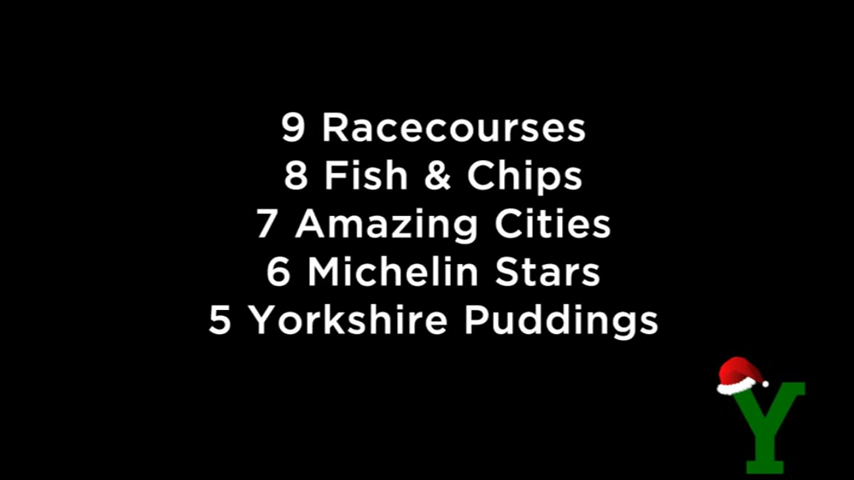 9 Racecourses
8 Fish & Chips
7 Amazing Cities
6 Michelin Stars
5 Yorkshire Puddings
Y